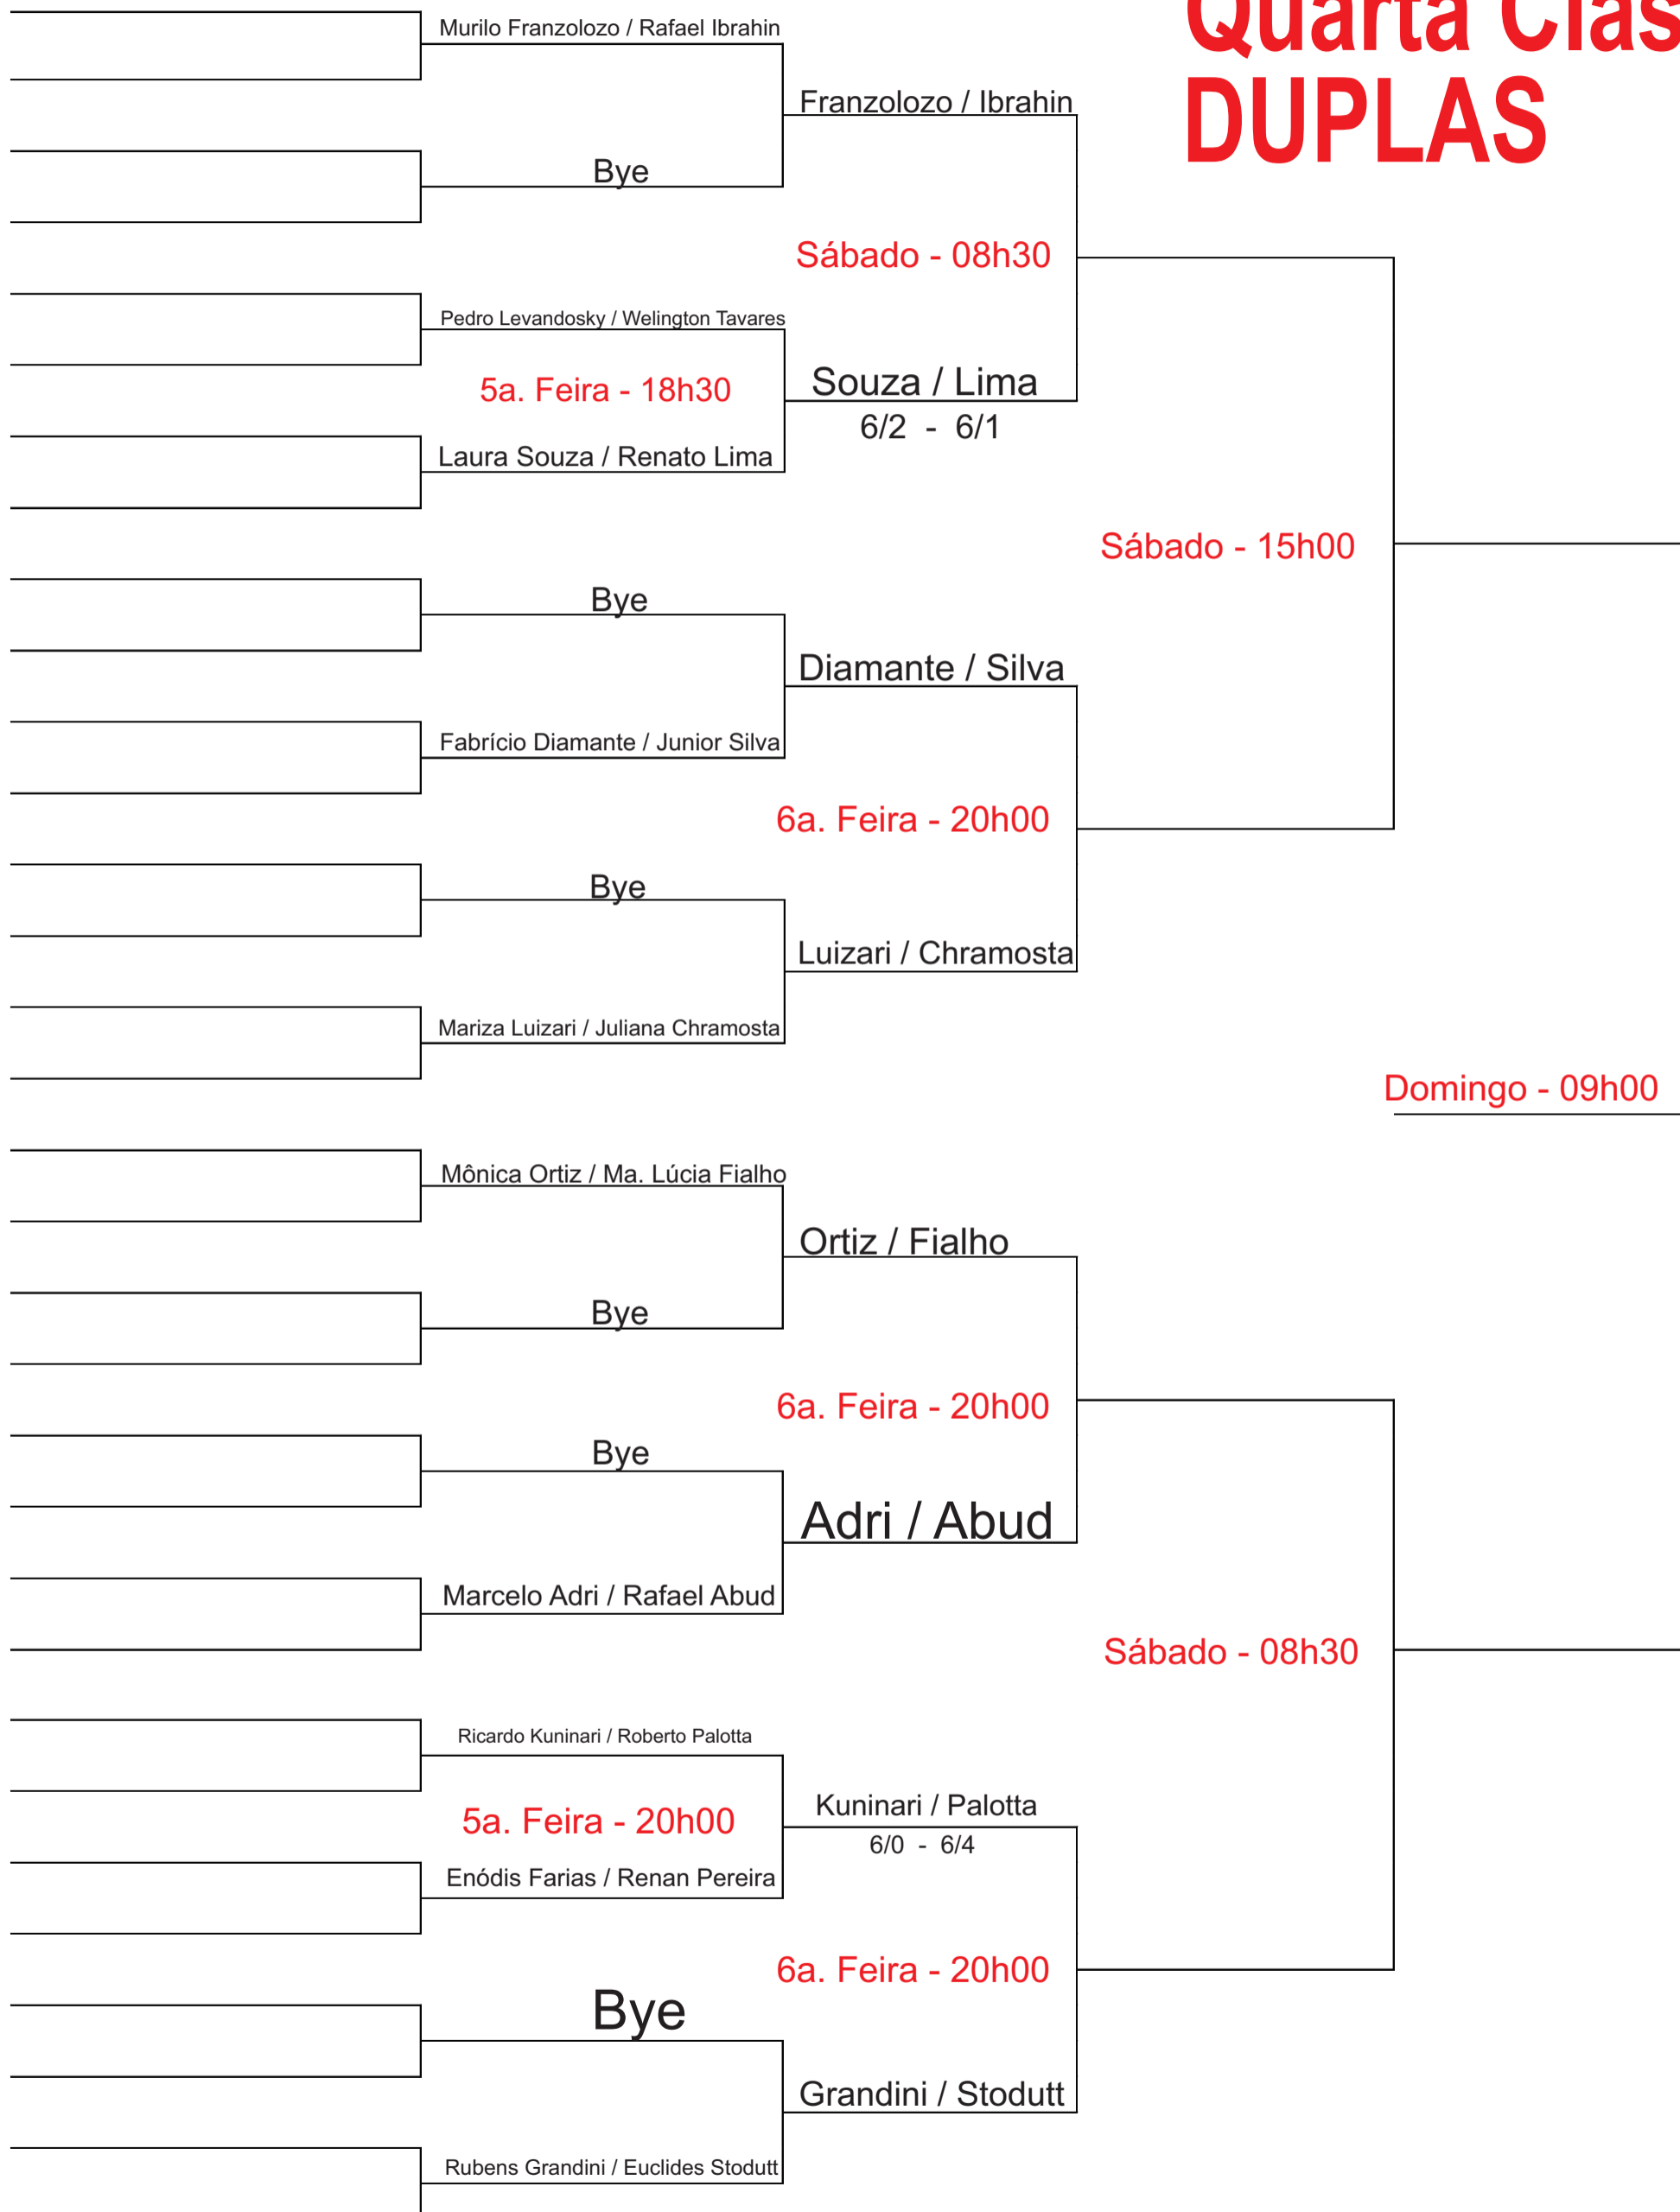 Quarta Clas
DUPLAS
Murilo Franzolozo / Rafael Ibrahin
Franzolozo / Ibrahin
Bye
Sábado - 08h30
Pedro Levandosky / Welington Tavares
5a. Feira - 18h30
Souza / Lima
6/2 - 6/1
Laura Souza / Renato Lima
Sábado - 15h00
Bye
Diamante / Silva
Fabrício Diamante / Junior Silva
6a. Feira - 20h00
Bye
Luizari / Chramosta
Mariza Luizari / Juliana Chramosta
Domingo - 09h00
Mônica Ortiz / Ma. Lúcia Fialho
Ortiz / Fialho
Bye
6a. Feira - 20h00
Bye
Adri / Abud
Marcelo Adri / Rafael Abud
Sábado - 08h30
Ricardo Kuninari / Roberto Palotta
5a. Feira - 20h00
Kuninari / Palotta
6/0 - 6/4
Enódis Farias / Renan Pereira
6a. Feira - 20h00
Bye
Grandini / Stodutt
Rubens Grandini / Euclides Stodutt